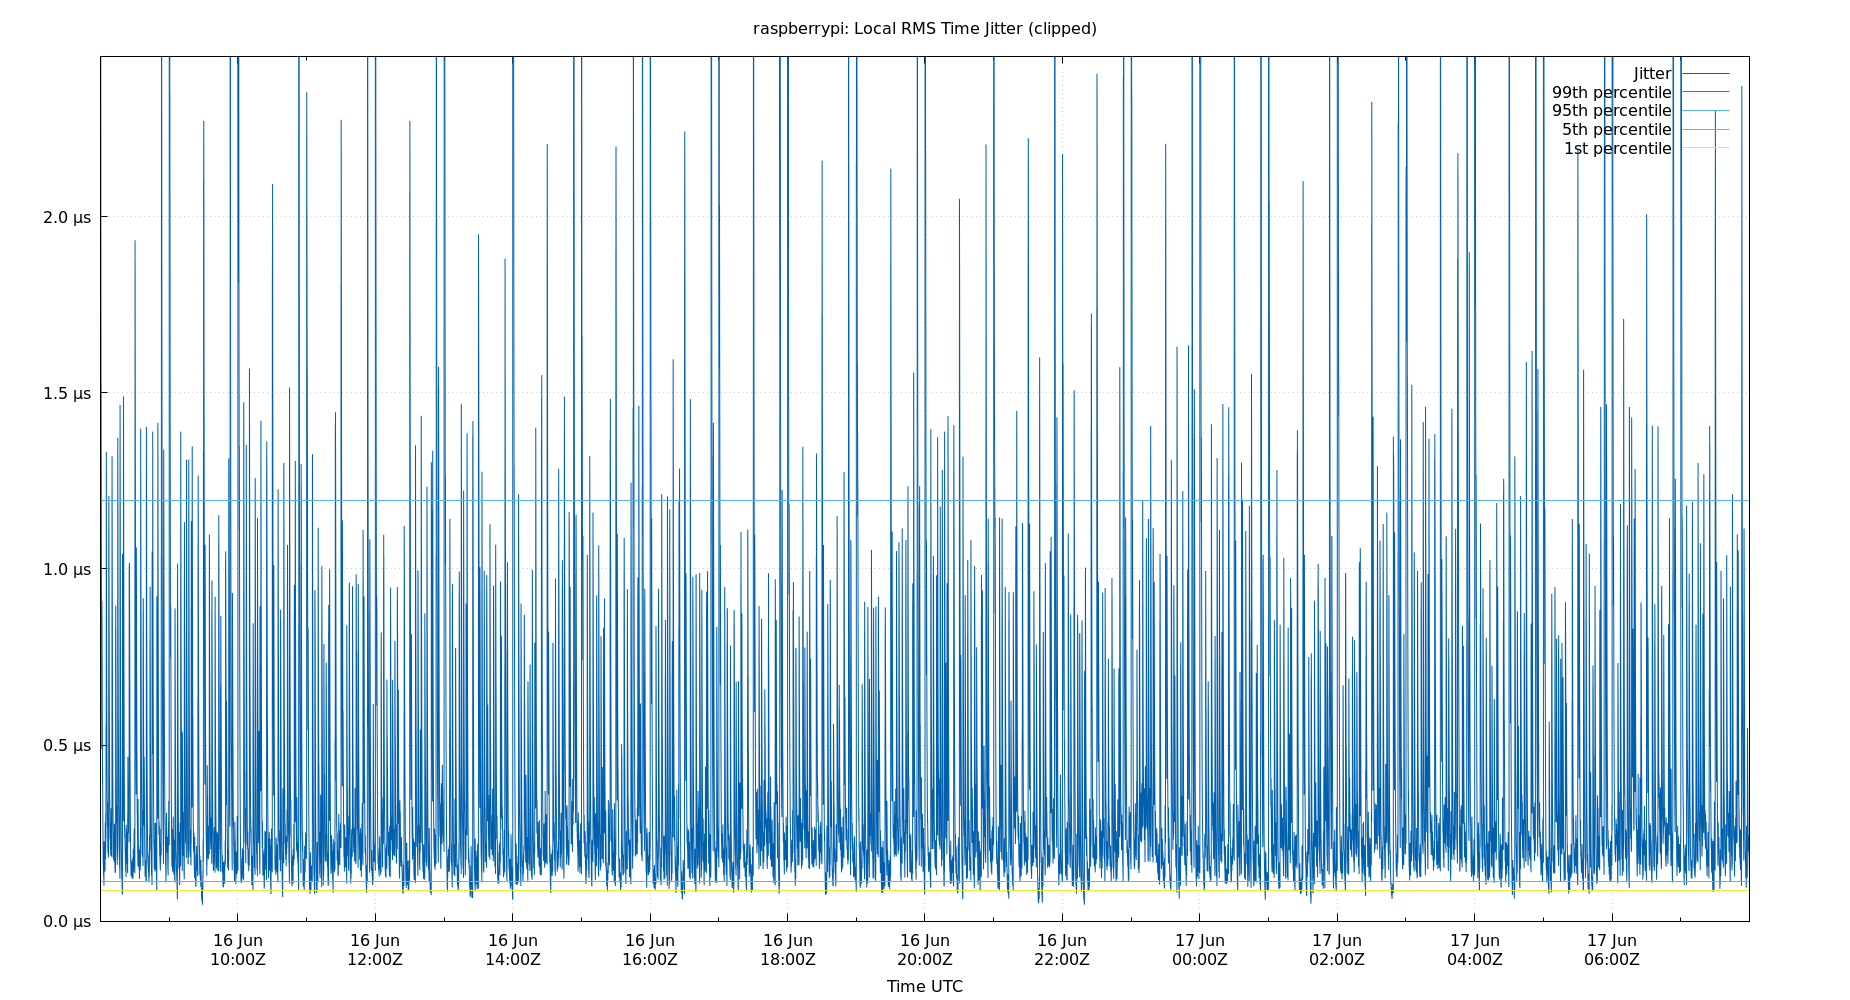 raspberrypi: Local RMS Time Jitter (clipped)
Jitter
99th percentile
95th percentile
5th percentile
1st percentile
2.0 µs
1.5 µs
1.0 µs
0.5 µs
0.0 µs
16 Jun 16 Jun 16 Jun 16 Jun 16 Jun 16 Jun 16 Jun 17 Jun 17 Jun 17 Jun 17 Jun
10:00Z 12:00Z 14:00Z 16:00Z 18:00Z 20:00Z 22:00Z 00:00Z 02:00Z 04:00Z 06:00Z
Time UTC